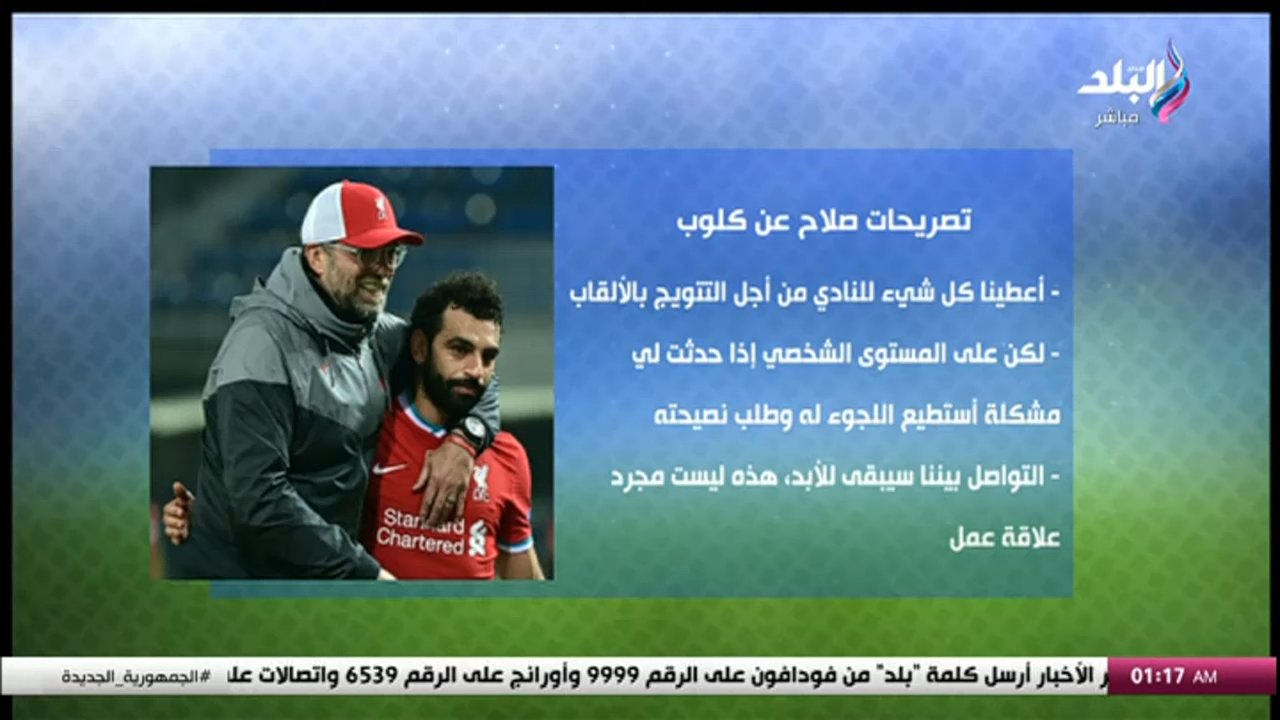 البلد
مباشر
تصريحات صلاح عن كلوب
- أعطينا كل شيء للنادي من أجل التتويج بالألقاب
- لكن على المستوى الشخصي إذا حدثت لي
مشكلة أستطيع اللجوء له وطلب نصيحته
- التواصل بيننا سيبقى للأبد، هذه ليست مجرد
علاقة عمل
Standard
Chartered
01:17 AM
الأخبار أرسل كلمة "بلد" من فودافون على الرقم 9999 وأورانج على الرقم 6539 واتصالات
#الجمهورية_الجديدة